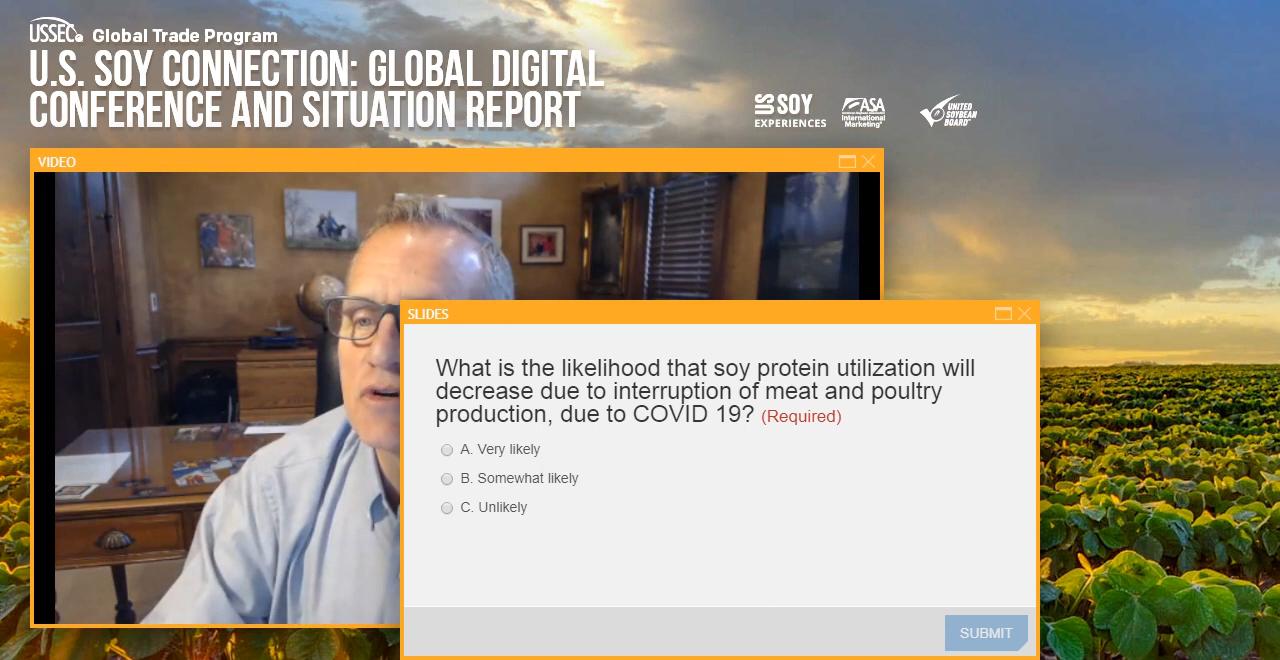 USSEC Global Trade Program
U.S. SOY CONNECTION: GLOBAL DIGITAL
CONFERENCE AND SITUATION REPORT
US SOY
EXPERIENCES
ASA
International
Marketing
UNITED
SOYBEAN
BOARD
VIDEO
SLIDES
What is the likelihood that soy protein utilization will
decrease due to interruption of meat and poultry
production, due to COVID 19? (Required)
A. Very likely
B. Somewhat likely
C. Unlikely
SUBMIT